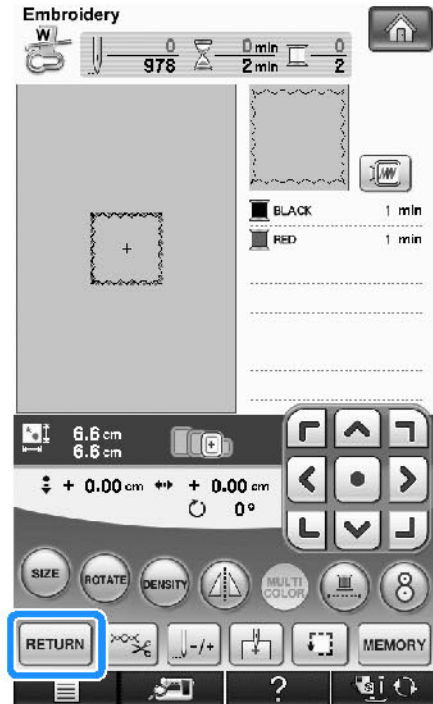 Embroidery
W
0 0 min 0
978 2 min 2
BLACK 1 min
RED 1 min
6.6 cm
6.6 cm
+ 0.00 cm + 0.00 cm
0°
SIZE ROTATE DENSITY MULTI COLOR 8
RETURN -/+ MEMORY
?